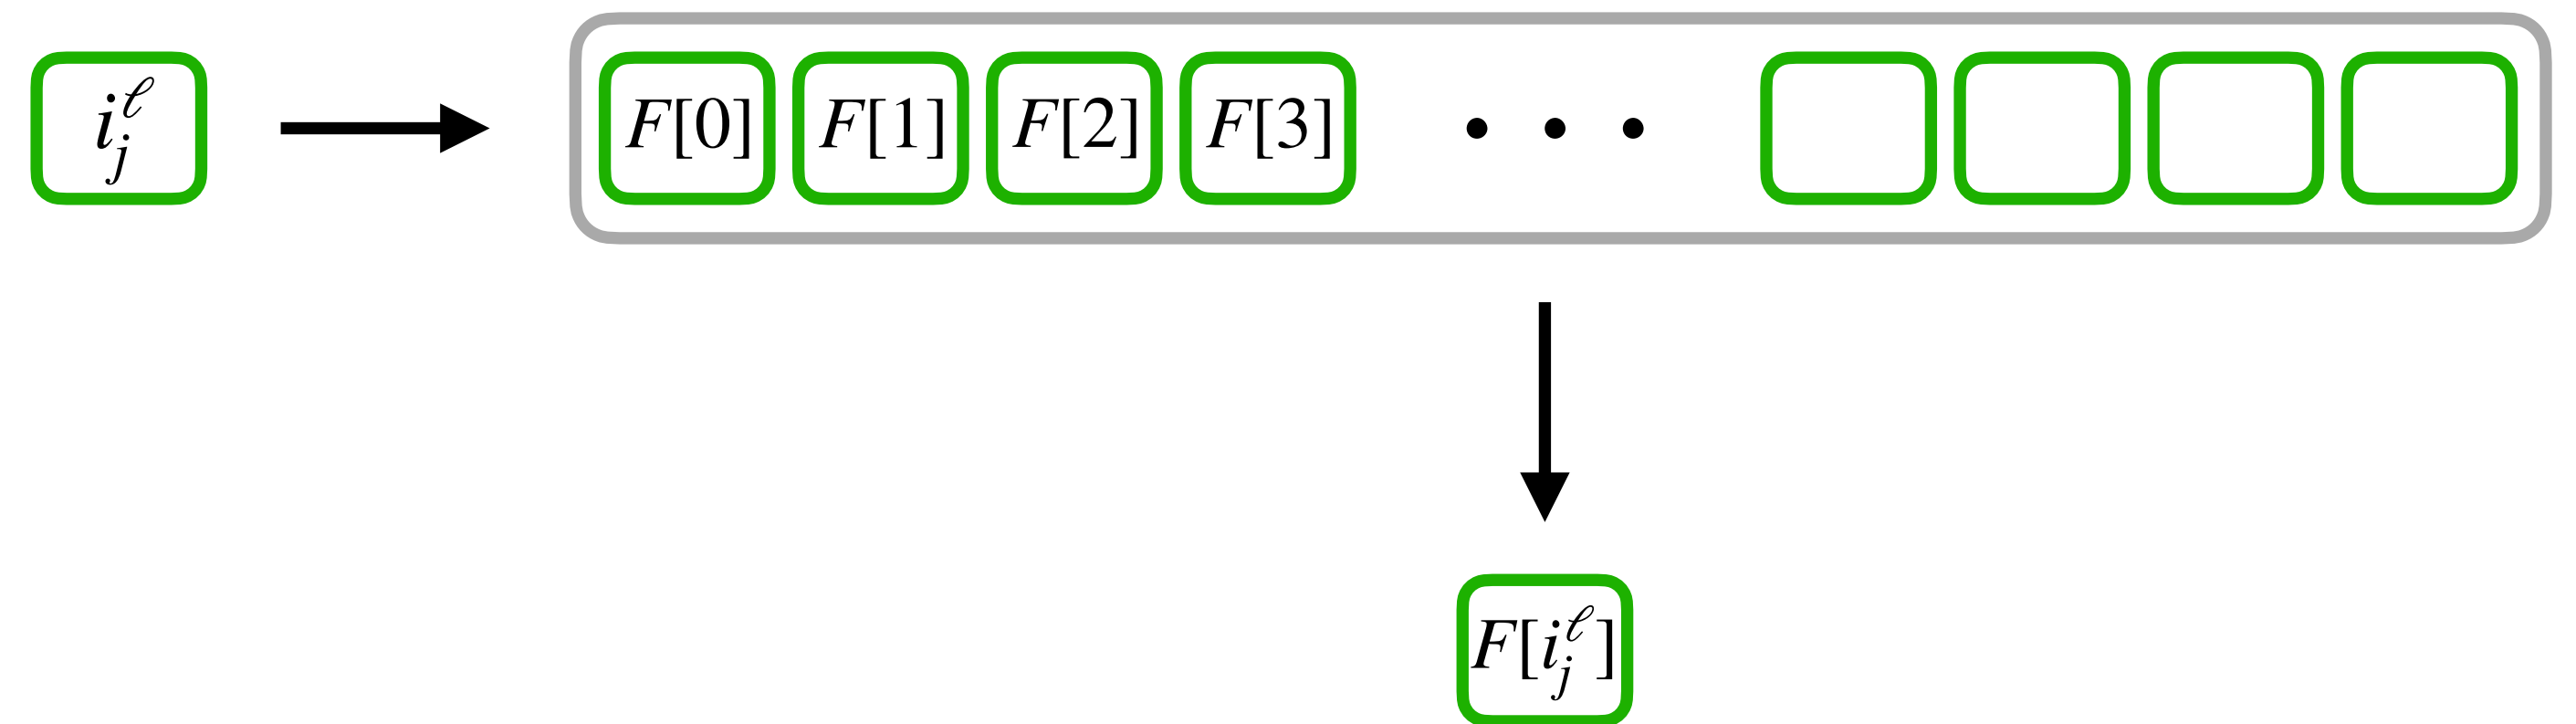 i_j^ℓ F[0] F[1] F[2] F[3] • • •
F[i_j^ℓ]